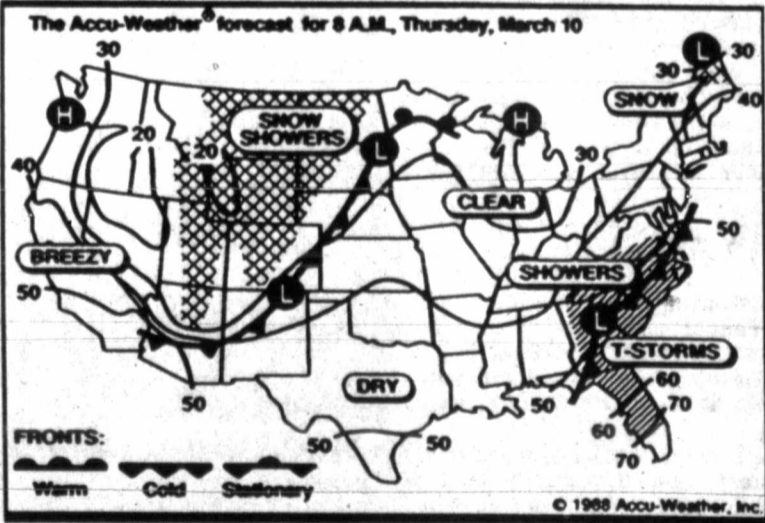 The Accu-Weather® forecast for 8 A.M., Thursday, March 10
30
L
30
30
H
SNOW
40
SNOW
SHOWERS
H
20
20
L
30
40
CLEAR
50
BREEZY
SHOWERS
50
L
L
T-STORMS
DRY
60
50
50
70
60
50
50
70
FRONTS:
Warm
Cold
Stationary
© 1988 Accu-Weather, Inc.